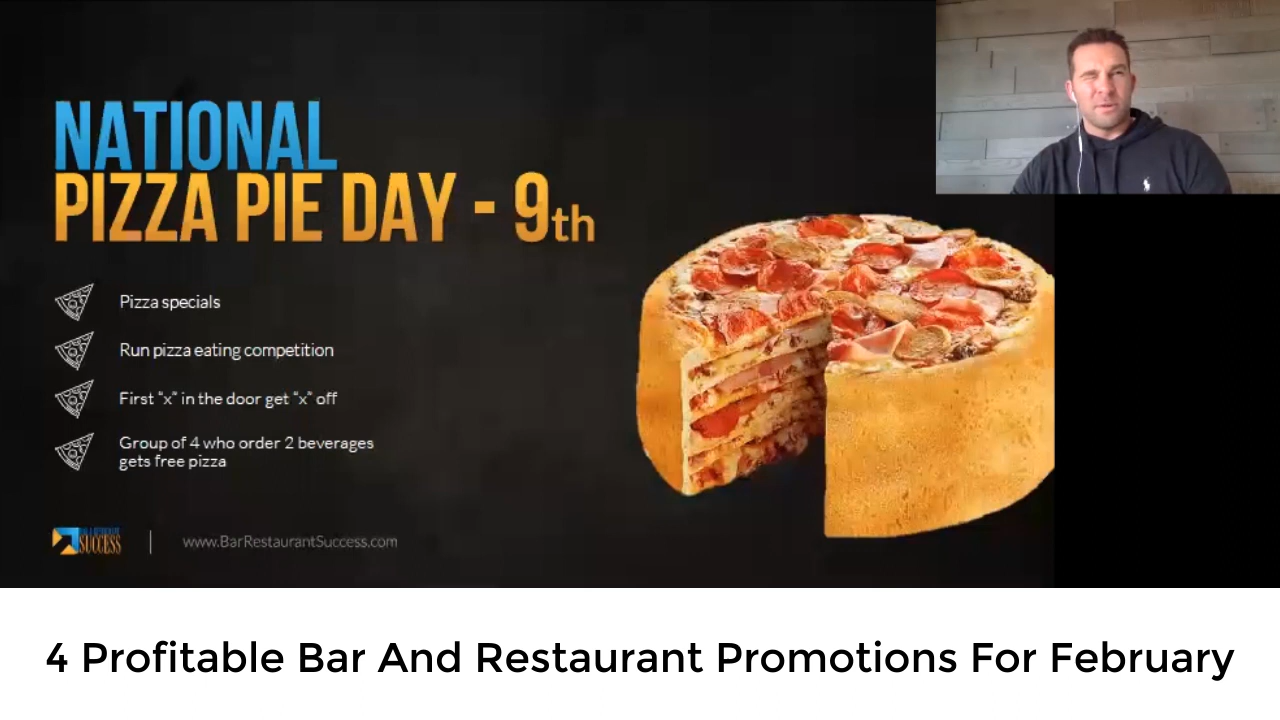 NATIONAL
PIZZA PIE DAY - 9th
Pizza specials
Run pizza eating competition
First "x" in the door get "x" off
Group of 4 who order 2 beverages
gets free pizza
SUCCESS
www.BarRestaurantSuccess.com
4 Profitable Bar And Restaurant Promotions For February